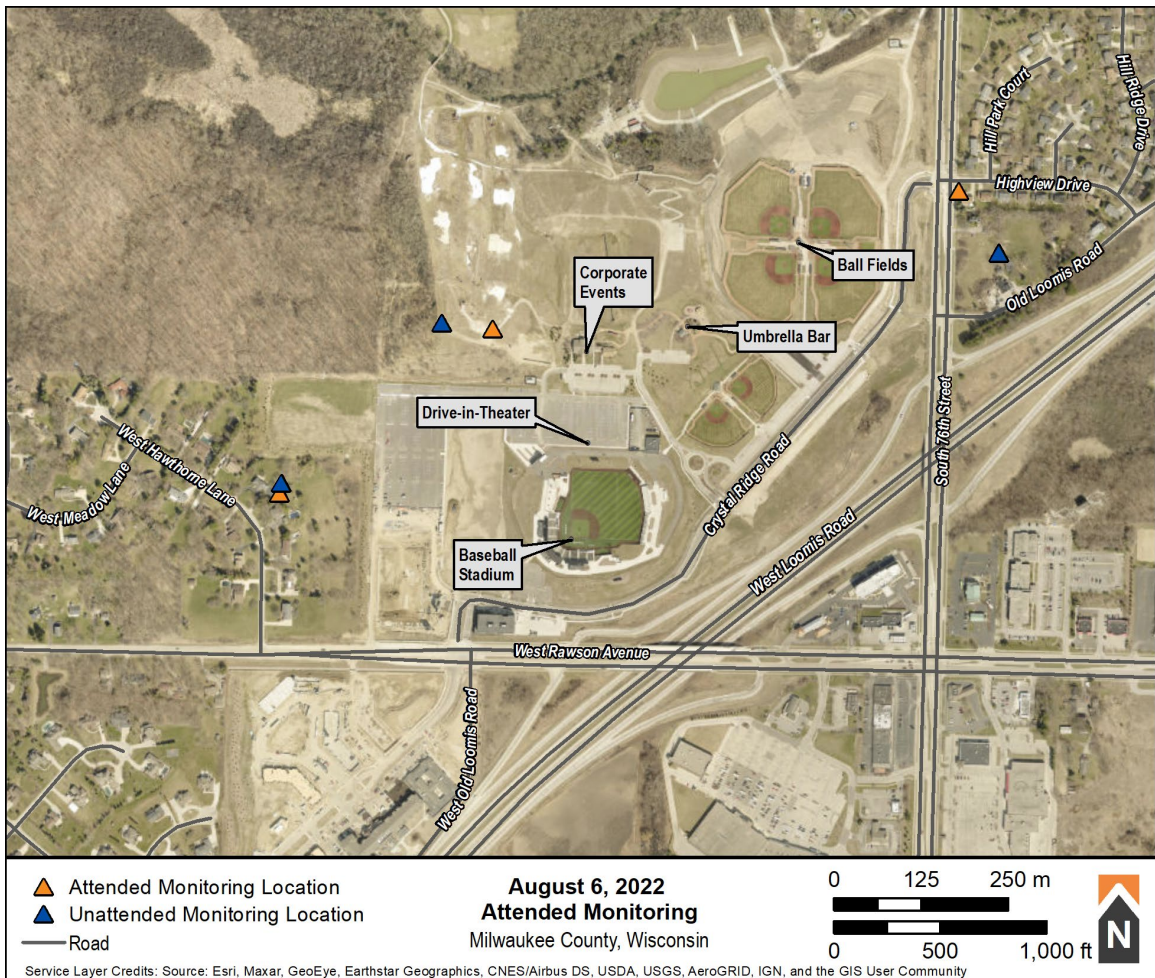 Hill Park Court
Hill Ridge Drive
Highview Drive
Ball Fields
Old Loomis Road
Corporate
Events
Umbrella Bar
Drive-in-Theater
South 76th Street
West Hawthorne Lane
West Meadow Lane
Crystal Ridge Road
West Loomis Road
Baseball
Stadium
West Rawson Avenue
West Old Loomis Road
Attended Monitoring Location
Unattended Monitoring Location
Road
August 6, 2022
Attended Monitoring
Milwaukee County, Wisconsin
0 125 250 m
0 500 1,000 ft
N
Service Layer Credits: Source: Esri, Maxar, GeoEye, Earthstar Geographics, CNES/Airbus DS, USDA, USGS, AeroGRID, IGN, and the GIS User Community